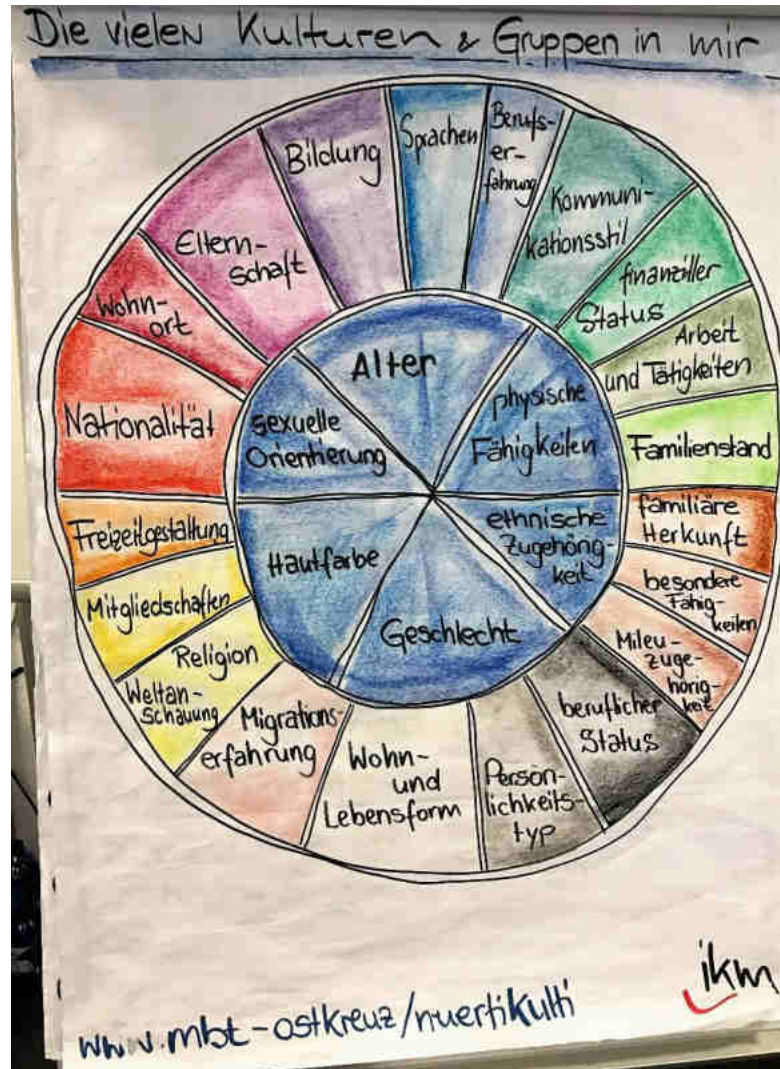 Die vielen Kulturen & Gruppen in mir
Bildung
Sprachen
Berufs-
er-
fahrung
Kommuni-
kationsstil
finanziller
Status
Arbeit
und Tätigkeiten
Familienstand
familiäre
Herkunft
besondere
Fähig-
keiten
Mileu-
zuge-
hörig-
keit
beruflicher
Status
Persön-
lichkeits-
typ
Wohn-
und
Lebensform
Migrations-
erfahrung
Religion
Weltan-
schauung
Mitgliedschaften
Freizeitgestaltung
Nationalität
Wohn-
ort
Eltern-
schaft
Alter
physische
Fähigkeiten
ethnische
Zugehörig-
keit
Geschlecht
Hautfarbe
sexuelle
Orientierung
ikm
www.mbt-ostkreuz/nuertikulti